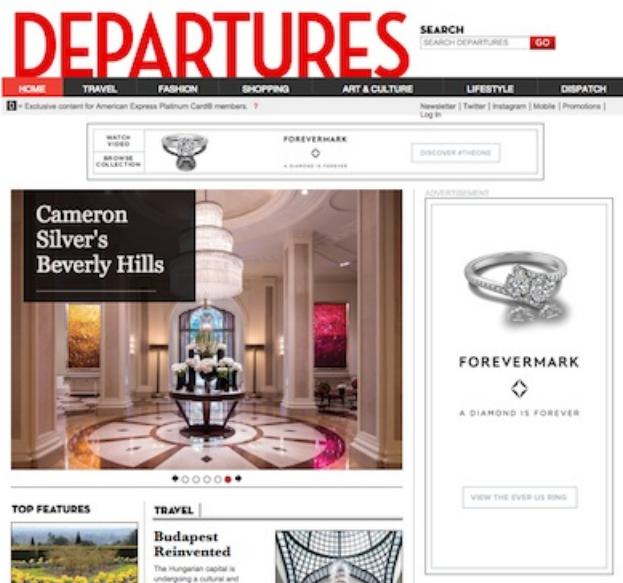 DEPARTURES
SEARCH
SEARCH DEPARTURES GO
HOME TRAVEL FASHION SHOPPING ART & CULTURE LIFESTYLE DISPATCH
D = Exclusive content for American Express Platinum Card® members. ?
Newsletter | Twitter | Instagram | Mobile | Promotions |
Log In
WATCH
VIDEO
BROWSE
COLLECTION
FOREVERMARK
A DIAMOND IS FOREVER
DISCOVER #THEONE
Cameron
Silver's
Beverly Hills
ADVERTISEMENT
FOREVERMARK
A DIAMOND IS FOREVER
VIEW THE EVER US RING
TOP FEATURES
TRAVEL
Budapest
Reinvented
The Hungarian capital is
undergoing a cultural and